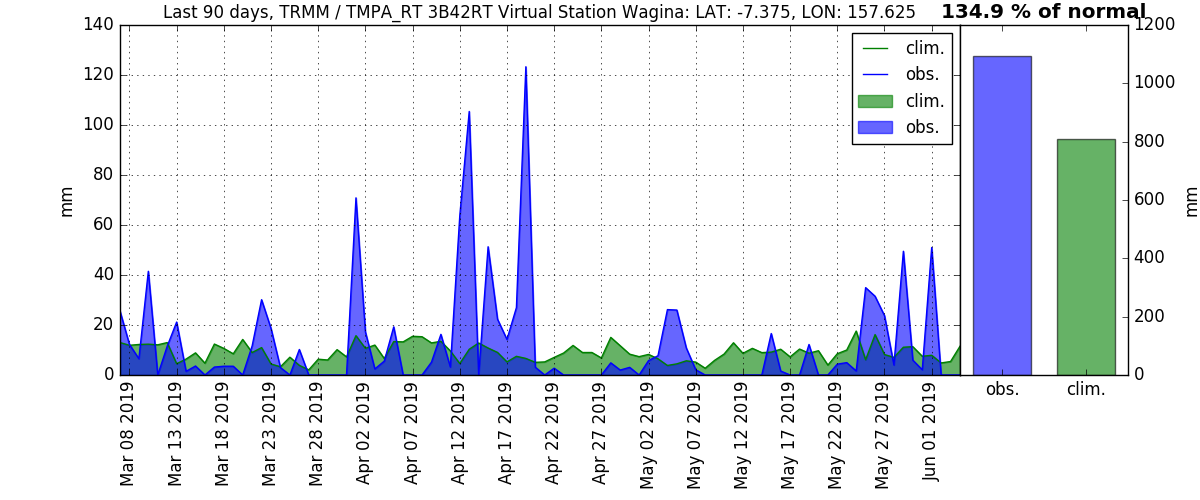 Last 90 days, TRMM / TMPA_RT 3B42RT Virtual Station Wagina: LAT: -7.375, LON: 157.625
134.9 % of normal
mm
140
120
100
80
60
40
20
0
clim.
obs.
clim.
obs.
Mar 08 2019
Mar 13 2019
Mar 18 2019
Mar 23 2019
Mar 28 2019
Apr 02 2019
Apr 07 2019
Apr 12 2019
Apr 17 2019
Apr 22 2019
Apr 27 2019
May 02 2019
May 07 2019
May 12 2019
May 17 2019
May 22 2019
May 27 2019
Jun 01 2019
1200
1000
800
600
400
200
0
mm
obs.
clim.